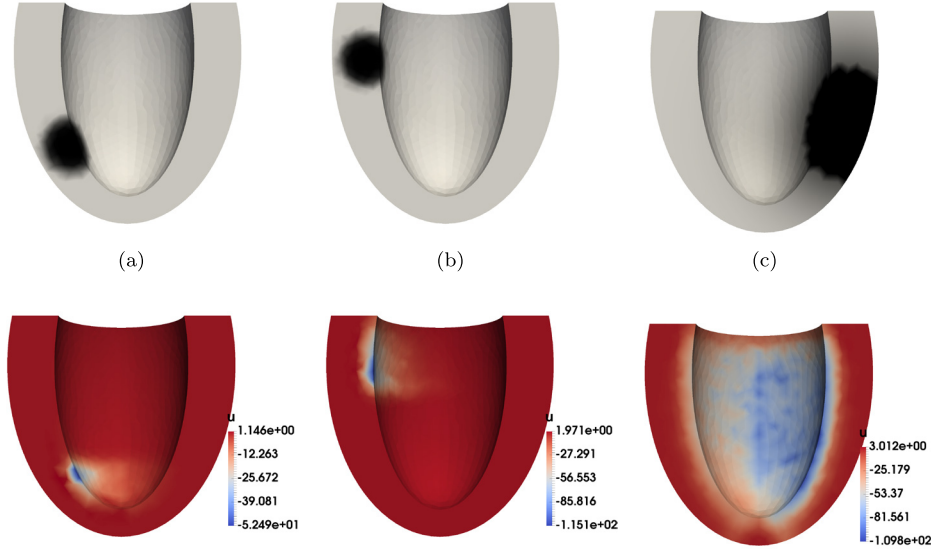 (a)
(b)
(c)
u
1.146e+00
-12.263
-25.672
-39.081
-5.249e+01
u
1.971e+00
-27.291
-56.553
-85.816
-1.151e+02
u
3.012e+00
-25.179
-53.37
-81.561
-1.098e+02